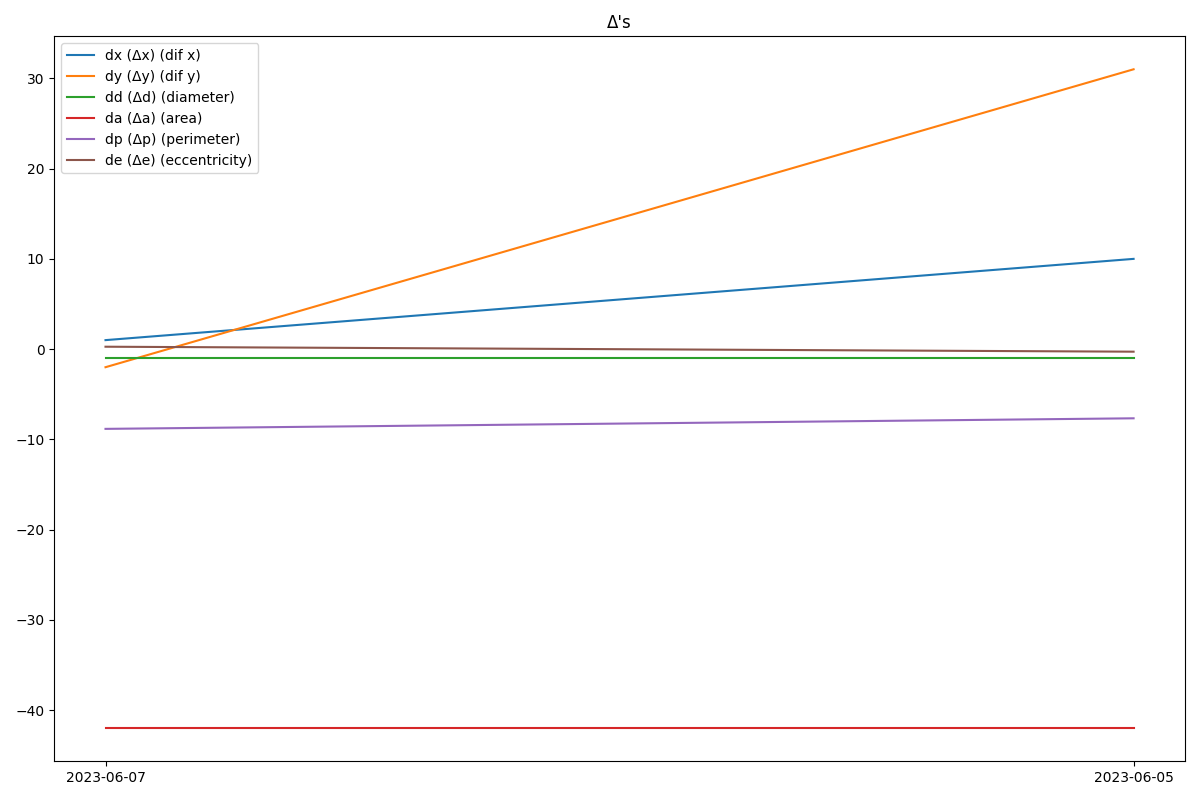 Δ's
dx (Δx) (dif x)
dy (Δy) (dif y)
dd (Δd) (diameter)
da (Δa) (area)
dp (Δp) (perimeter)
de (Δe) (eccentricity)
30
20
10
0
−10
−20
−30
−40
2023-06-07 2023-06-05